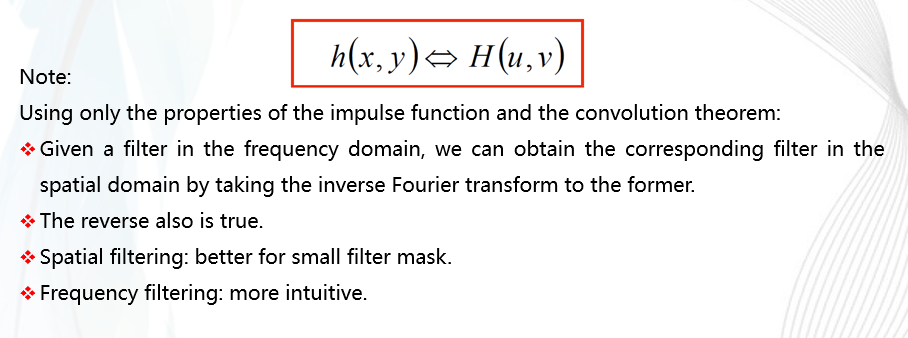 h(x, y) ⇔ H(u, v)
Note:
Using only the properties of the impulse function and the convolution theorem:
❖ Given a filter in the frequency domain, we can obtain the corresponding filter in the
spatial domain by taking the inverse Fourier transform to the former.
❖ The reverse also is true.
❖ Spatial filtering: better for small filter mask.
❖ Frequency filtering: more intuitive.